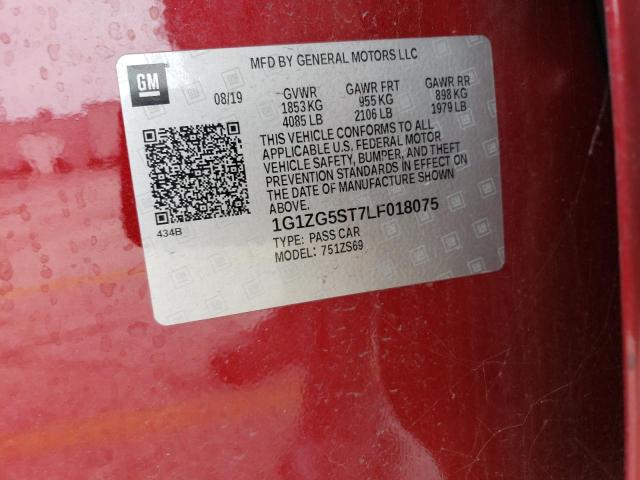 MFD BY GENERAL MOTORS LLC
GM
08/19
GVWR GAWR FRT GAWR RR
1853 KG 955 KG 898 KG
4085 LB 2106 LB 1979 LB
THIS VEHICLE CONFORMS TO ALL
APPLICABLE U.S. FEDERAL MOTOR
VEHICLE SAFETY, BUMPER, AND THEFT
PREVENTION STANDARDS IN EFFECT ON
THE DATE OF MANUFACTURE SHOWN
ABOVE.
434B
1G1ZG5ST7LF018075
TYPE: PASS CAR
MODEL: 751ZS69